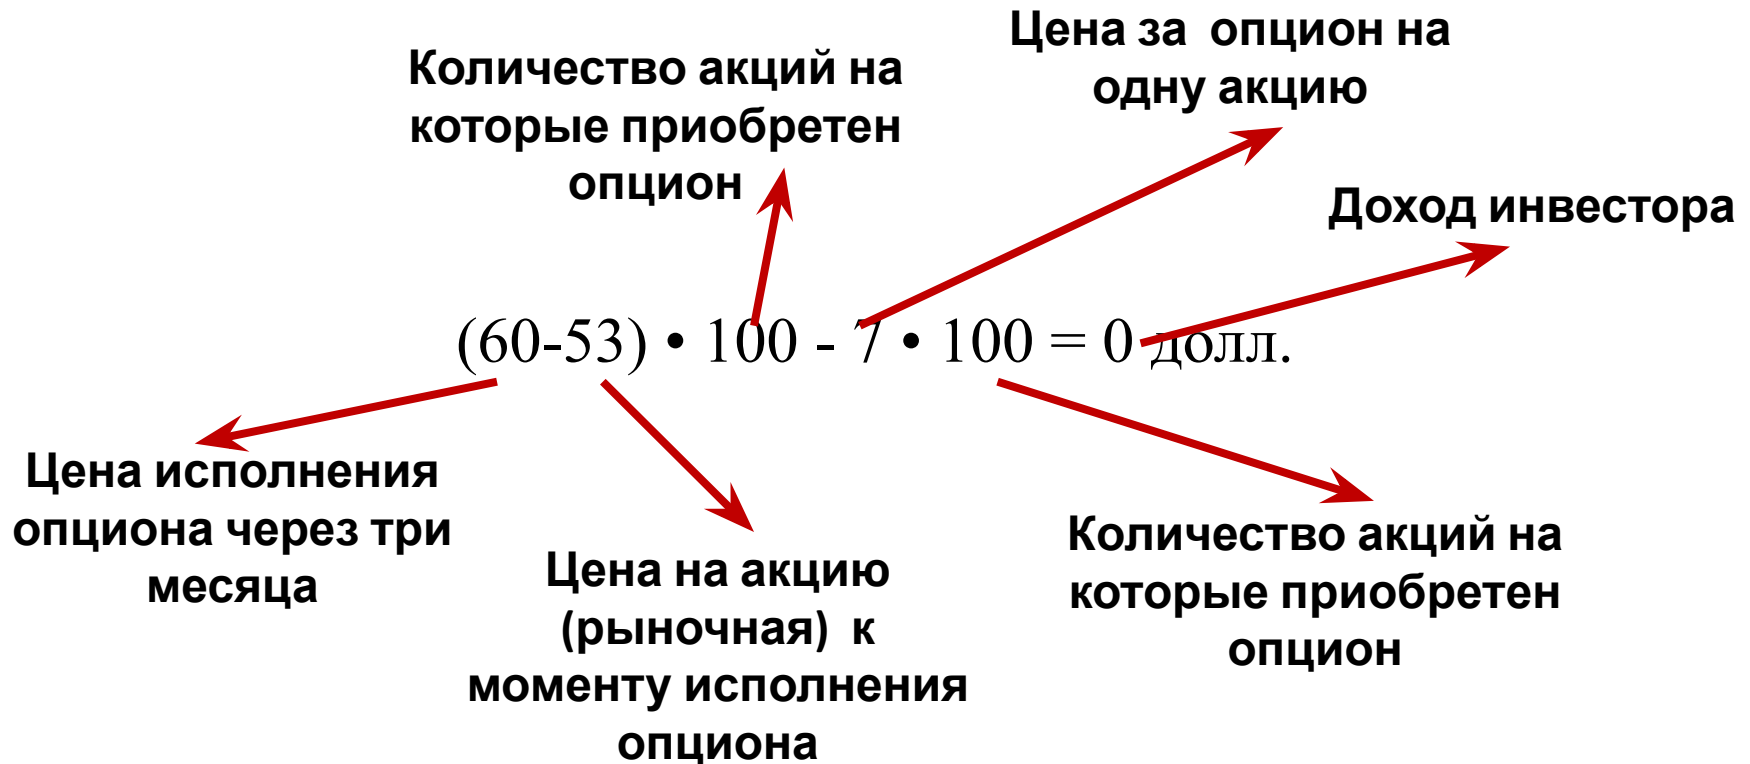 Цена за опцион на
одну акцию
Количество акций на
которые приобретен
опцион
Доход инвестора
(60-53) • 100 - 7 • 100 = 0 долл.
Цена исполнения
опциона через три
месяца
Цена на акцию
(рыночная) к
моменту исполнения
опциона
Количество акций на
которые приобретен
опцион